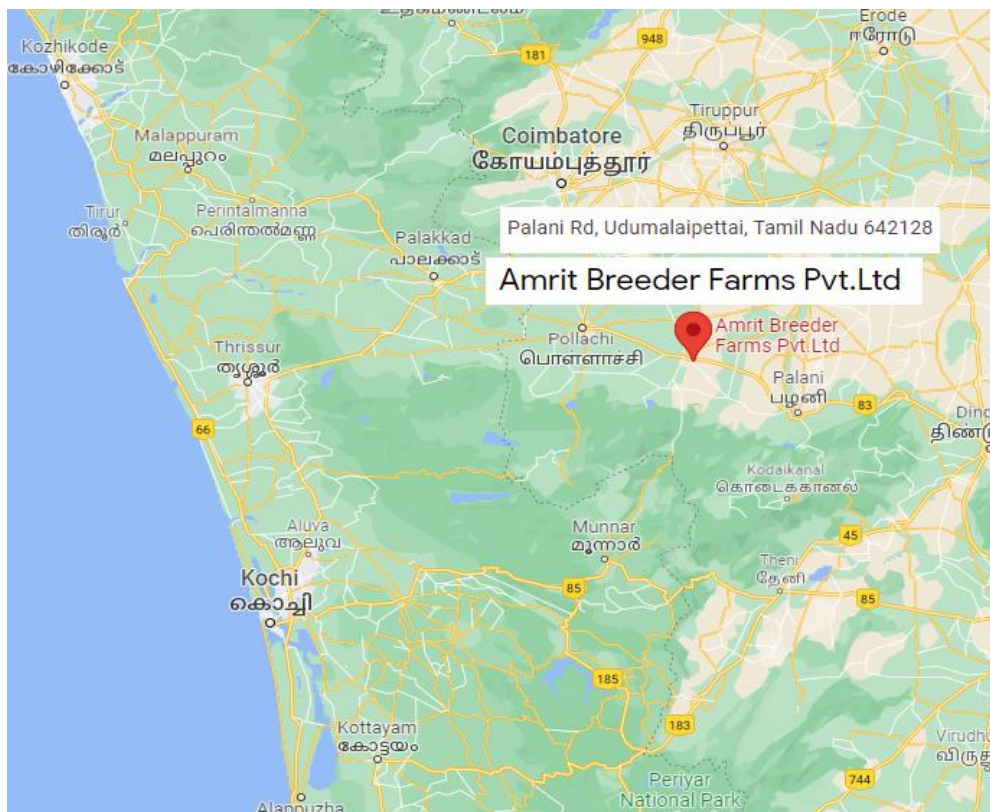 Kozhikode
കോഴിക്കോട്
948
181
Erode
ஈரோடு
Malappuram
മലപ്പുറം
Coimbatore
கோயம்புத்தூர்
Tiruppur
திருப்பூர்
Tirur
തിരൂർ
Perintalmanna
പെരിന്തൽമണ്ണ
Palakkad
പാലക്കാട്
Palani Rd, Udumalaipettai, Tamil Nadu 642128
Amrit Breeder Farms Pvt.Ltd
Amrit Breeder
Farms Pvt.Ltd
Pollachi
பொள்ளாச்சி
Thrissur
തൃശ്ശൂർ
Palani
பழனி
83
66
Kodaikanal
கொடைக்கானல்
Aluva
ആലുവ
Munnar
മൂന്നാർ
45
Theni
தேனி
Kochi
കൊച്ചി
85
85
185
Kottayam
കോട്ടയം
183
Periyar
National Park
744